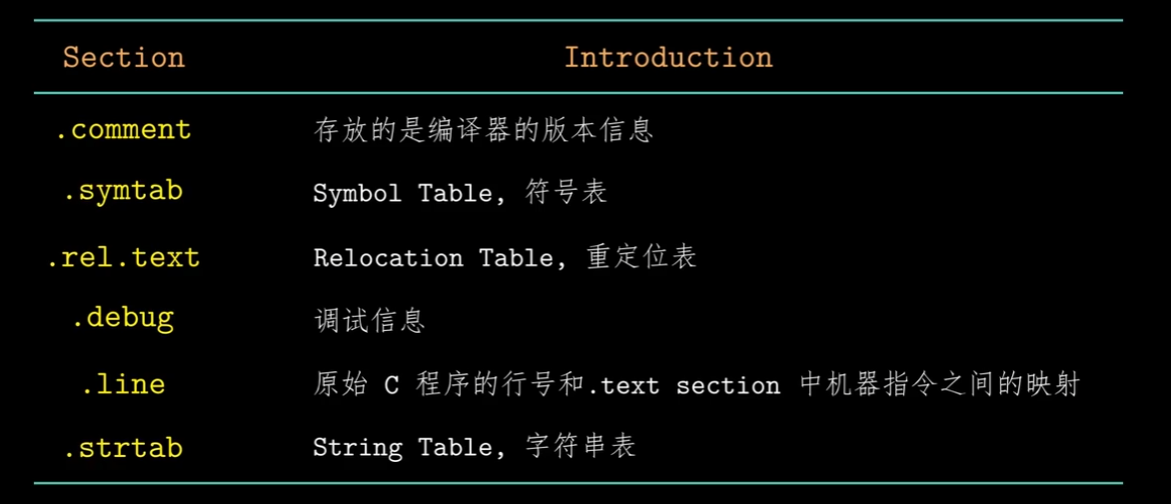 Section Introduction
.comment 存放的是编译器的版本信息
.symtab Symbol Table, 符号表
.rel.text Relocation Table, 重定位表
.debug 调试信息
.line 原始 C 程序的行号和.text section 中机器指令之间的映射
.strtab String Table, 字符串表